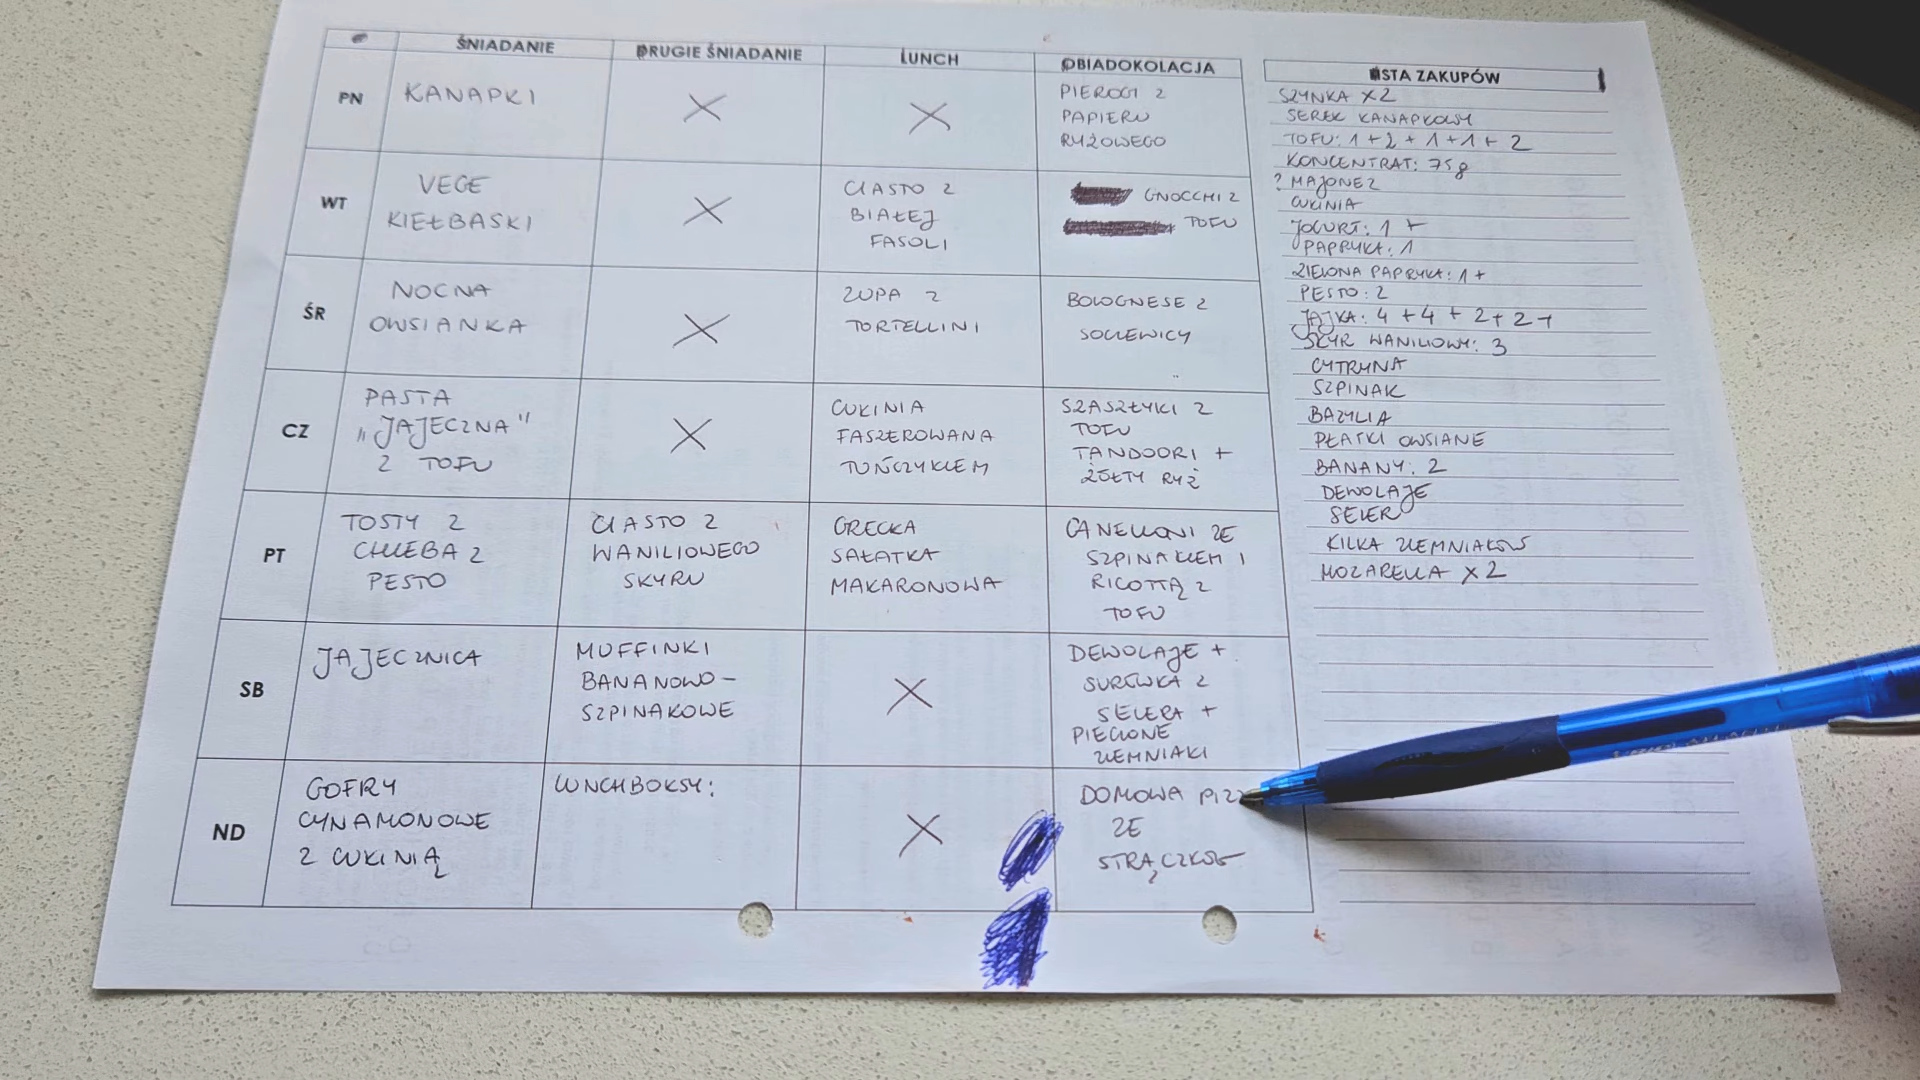 ŚNIADANIE DRUGIE ŚNIADANIE LUNCH OBIADOKOLACJA
PN
KANAPKI
X
X
PIEROGI Z
PAPIERU
RYŻOWEGO
WT
VEGE
KIEŁBASKI
X
CIASTO Z
BIAŁEJ
FASOLI
GNOCCHI Z
TOFU
ŚR
NOCNA
OWSIANKA
X
ZUPA Z
TORTELLINI
BOLOGNESE Z
SOCZEWICY
CZ
PASTA
„JAJECZNA"
Z TOFU
X
CUKINIA
FASZEROWANA
TUŃCZYKIEM
SZASZŁYKI Z
TOFU
TANDOORI +
ŻÓŁTY RYŻ
PT
TOSTY Z
CHLEBA Z
PESTO
CIASTO Z
WANILIOWEGO
SKYRU
GRECKA
SAŁATKA
MAKARONOWA
CANELLONI ZE
SZPINAKIEM I
RICOTTĄ Z
TOFU
SB
JAJECZNICA
MUFFINKI
BANANOWO-
SZPINAKOWE
X
DEWOLAJE +
SURÓWKA Z
SELERA +
PIECZONE
ZIEMNIAKI
ND
GOFRY
CYNAMONOWE
Z CUKINIĄ
LUNCHBOKSY:
X
DOMOWA
ZE
LISTA ZAKUPÓW
SZYNKA X2
SEREK KANAPKOWY
TOFU: 1+2+1+1+2
KONCENTRAT: 75g
? MAJONEZ
CUKINIA
JOGURT: 1 +
PAPRYKA: 1
ZIELONA PAPRYKA: 1+
PESTO: 2
JAJKA: 4+4+2+2+
SKYR WANILIOWY: 3
CYTRYNA
SZPINAK
BAZYLIA
PŁATKI OWSIANE
BANANY: 2
DEWOLAJE
SELER
KILKA ZIEMNIAKÓW
MOZARELLA X2